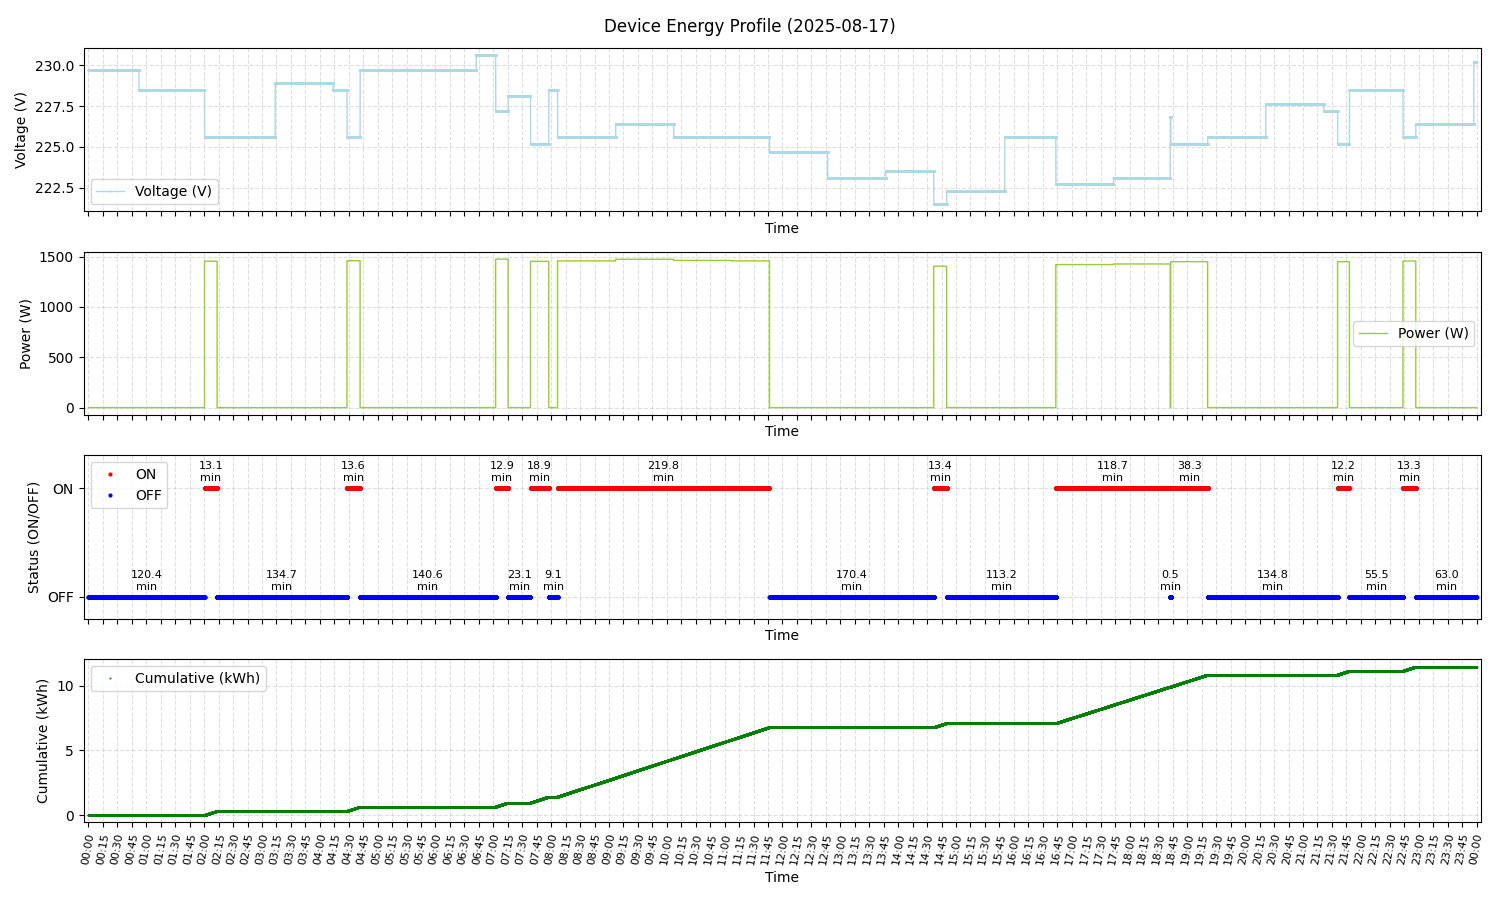 Device Energy Profile (2025-08-17)
Voltage (V)
230.0
227.5
225.0
222.5
Voltage (V)
Time
Power (W)
1500
1000
500
0
Power (W)
Time
Status (ON/OFF)
ON
OFF
ON
OFF
13.1 min
13.6 min
12.9 min
18.9 min
219.8 min
13.4 min
118.7 min
38.3 min
12.2 min
13.3 min
120.4 min
134.7 min
140.6 min
23.1 min
9.1 min
170.4 min
113.2 min
0.5 min
134.8 min
55.5 min
63.0 min
Time
Cumulative (kWh)
10
5
0
Cumulative (kWh)
00:00 00:15 00:30 00:45 01:00 01:15 01:30 01:45 02:00 02:15 02:30 02:45 03:00 03:15 03:30 03:45 04:00 04:15 04:30 04:45 05:00 05:15 05:30 05:45 06:00 06:15 06:30 06:45 07:00 07:15 07:30 07:45 08:00 08:15 08:30 08:45 09:00 09:15 09:30 09:45 10:00 10:15 10:30 10:45 11:00 11:15 11:30 11:45 12:00 12:15 12:30 12:45 13:00 13:15 13:30 13:45 14:00 14:15 14:30 14:45 15:00 15:15 15:30 15:45 16:00 16:15 16:30 16:45 17:00 17:15 17:30 17:45 18:00 18:15 18:30 18:45 19:00 19:15 19:30 19:45 20:00 20:15 20:30 20:45 21:00 21:15 21:30 21:45 22:00 22:15 22:30 22:45 23:00 23:15 23:30 23:45 00:00
Time